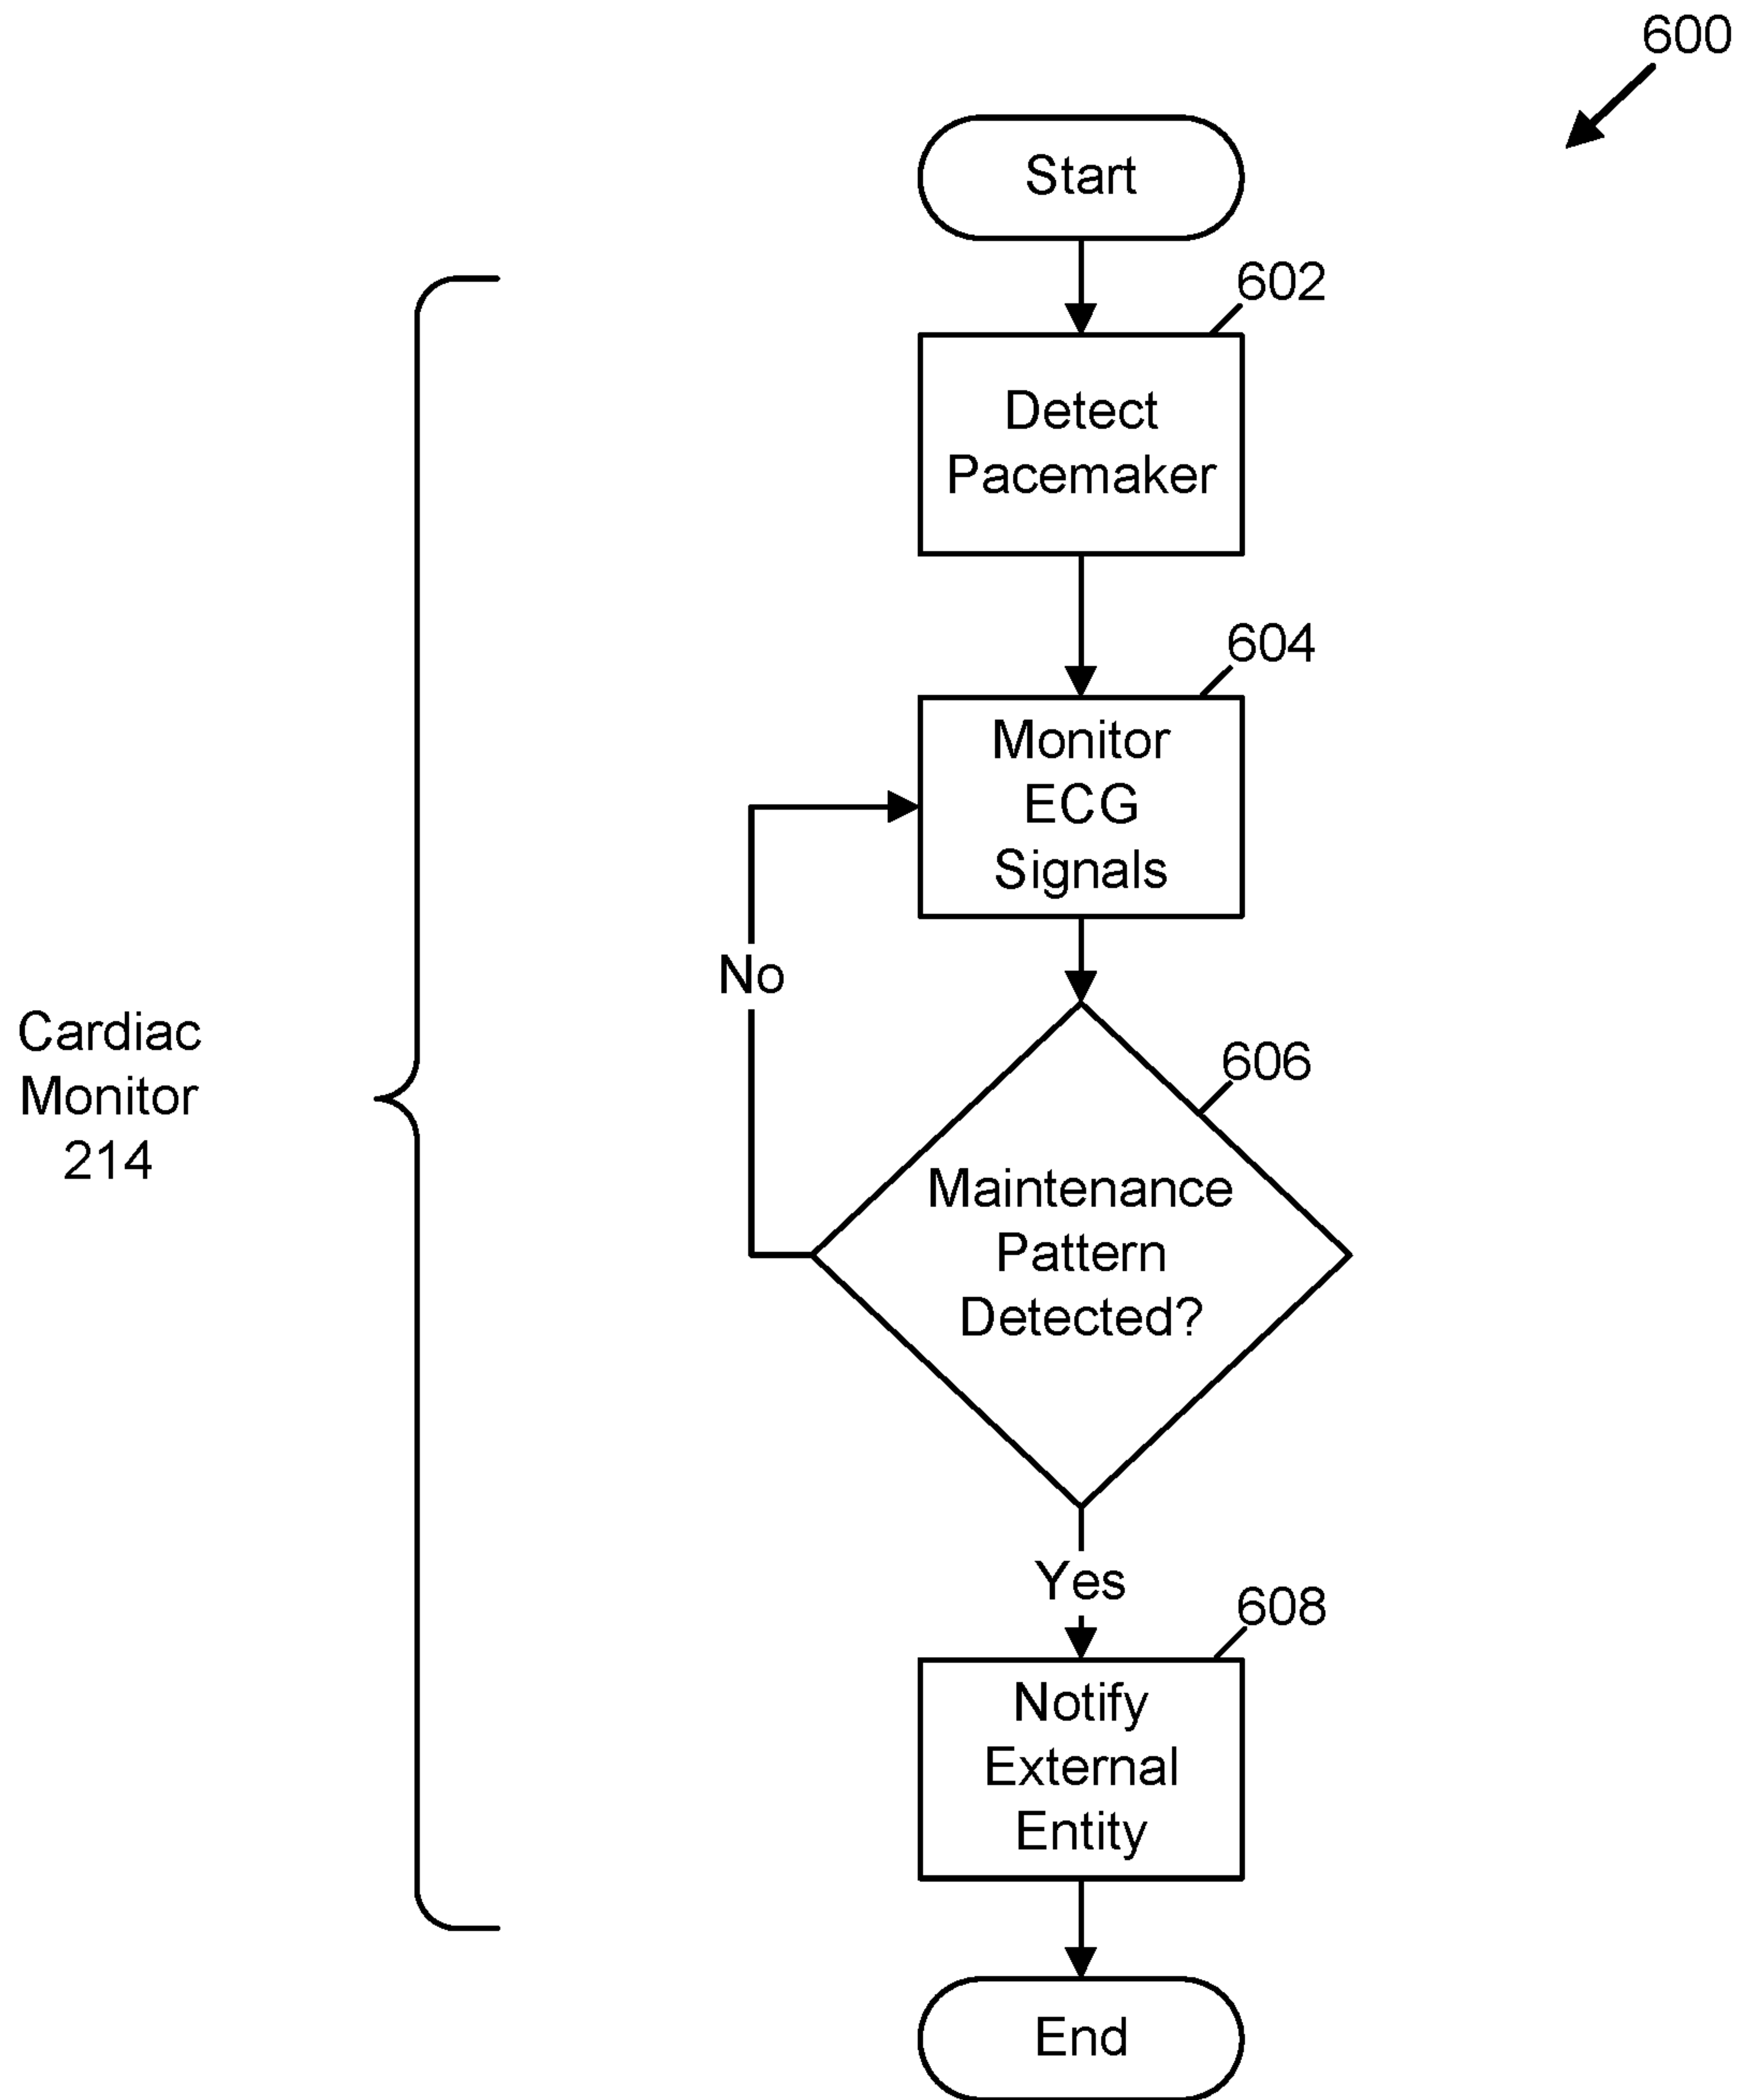 600
Start
602
Detect
Pacemaker
604
Monitor
ECG
Signals
No
Cardiac
Monitor
214
606
Maintenance
Pattern
Detected?
Yes
608
Notify
External
Entity
End